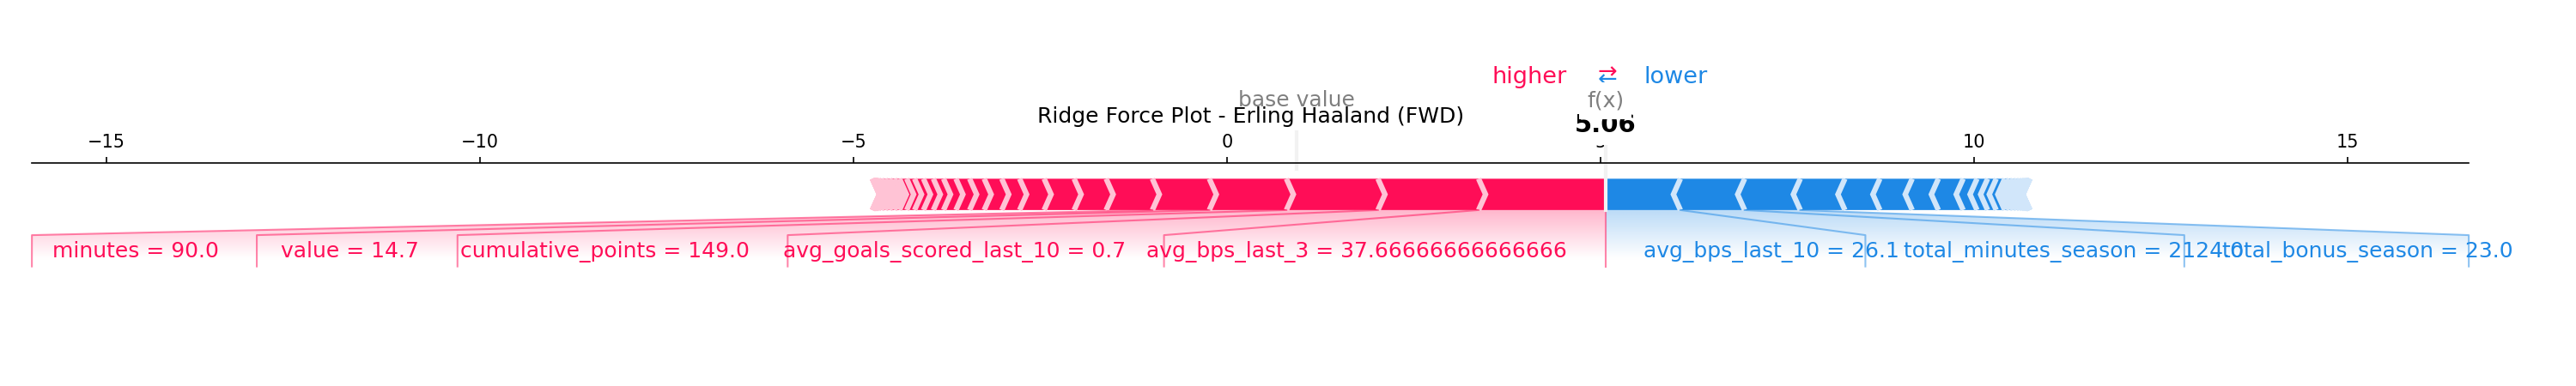 higher ⇄ lower
base value f(x)
Ridge Force Plot - Erling Haaland (FWD) 5.06
−15 −10 −5 0 5 10 15
minutes = 90.0 value = 14.7 cumulative_points = 149.0 avg_goals_scored_last_10 = 0.7 avg_bps_last_3 = 37.66666666666666 avg_bps_last_10 = 26.1 total_minutes_season = 2124.0 total_bonus_season = 23.0